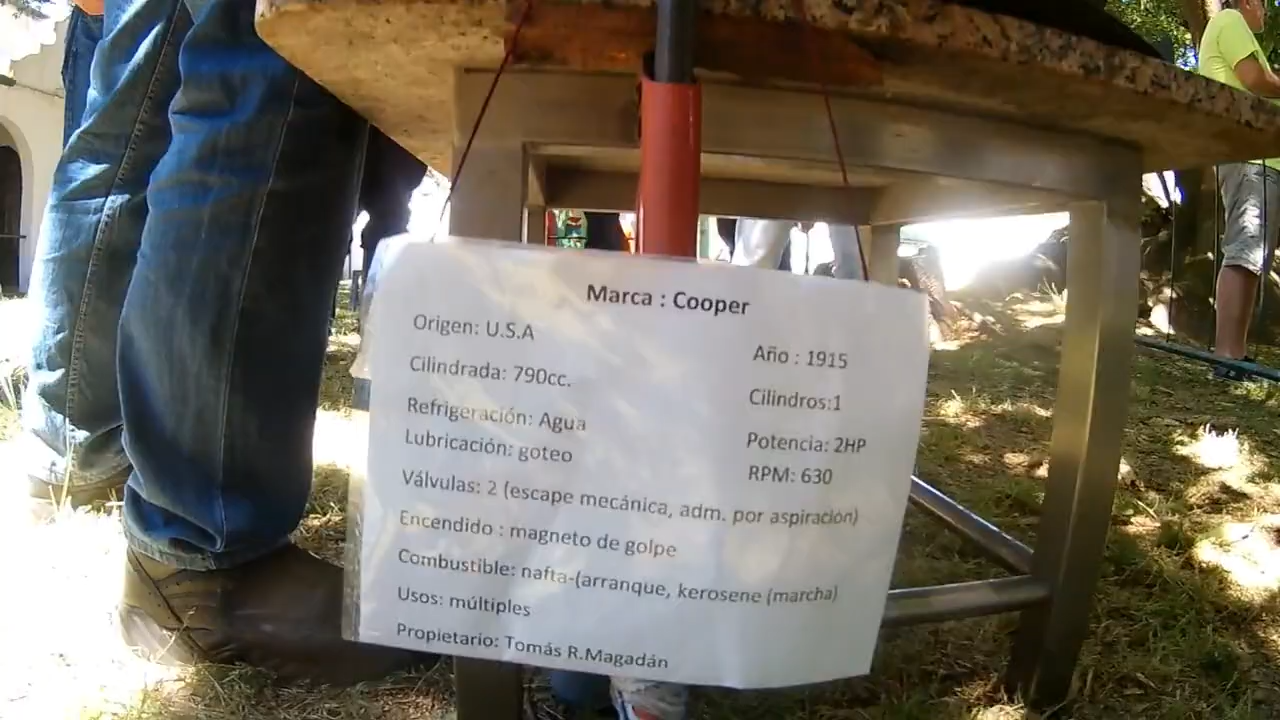 Marca : Cooper
Origen: U.S.A
Año : 1915
Cilindrada: 790cc.
Cilindros:1
Refrigeración: Agua
Potencia: 2HP
Lubricación: goteo
RPM: 630
Válvulas: 2 (escape mecánica, adm. por aspiración)
Encendido : magneto de golpe
Combustible: nafta-(arranque, kerosene (marcha)
Usos: múltiples
Propietario: Tomás R.Magadán